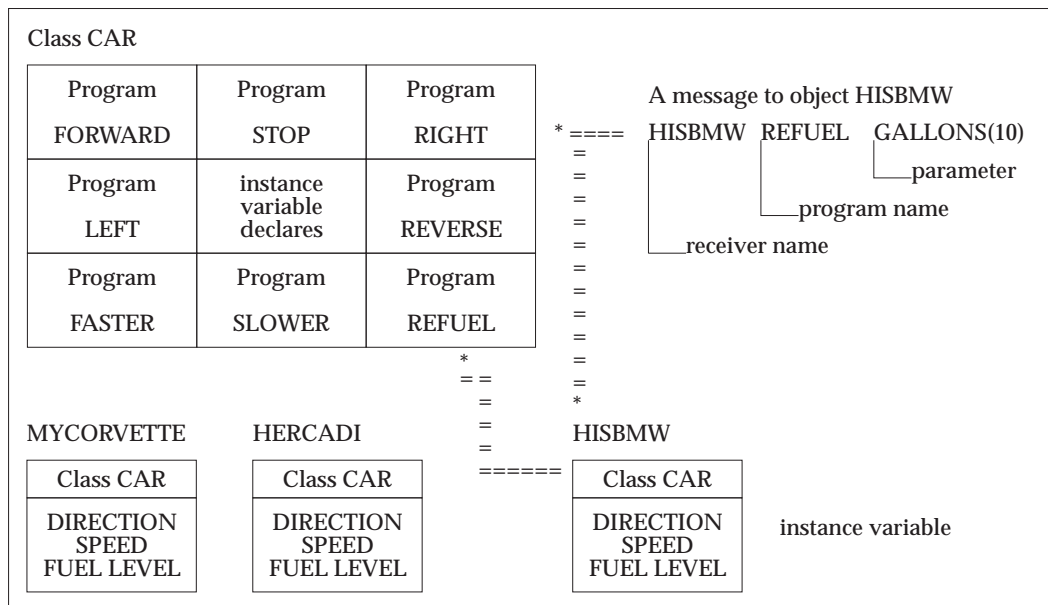 Class CAR
Program Program Program
FORWARD STOP RIGHT
Program instance variable declares Program
LEFT REVERSE
Program Program Program
FASTER SLOWER REFUEL
A message to object HISBMW
* ==== HISBMW REFUEL GALLONS(10)
=
= parameter
=
= program name
=
= receiver name
=
=
=
=
=
*
* =
= = =
= *
=
=
======
MYCORVETTE HERCADI HISBMW
Class CAR Class CAR Class CAR
DIRECTION DIRECTION DIRECTION
SPEED SPEED SPEED instance variable
FUEL LEVEL FUEL LEVEL FUEL LEVEL